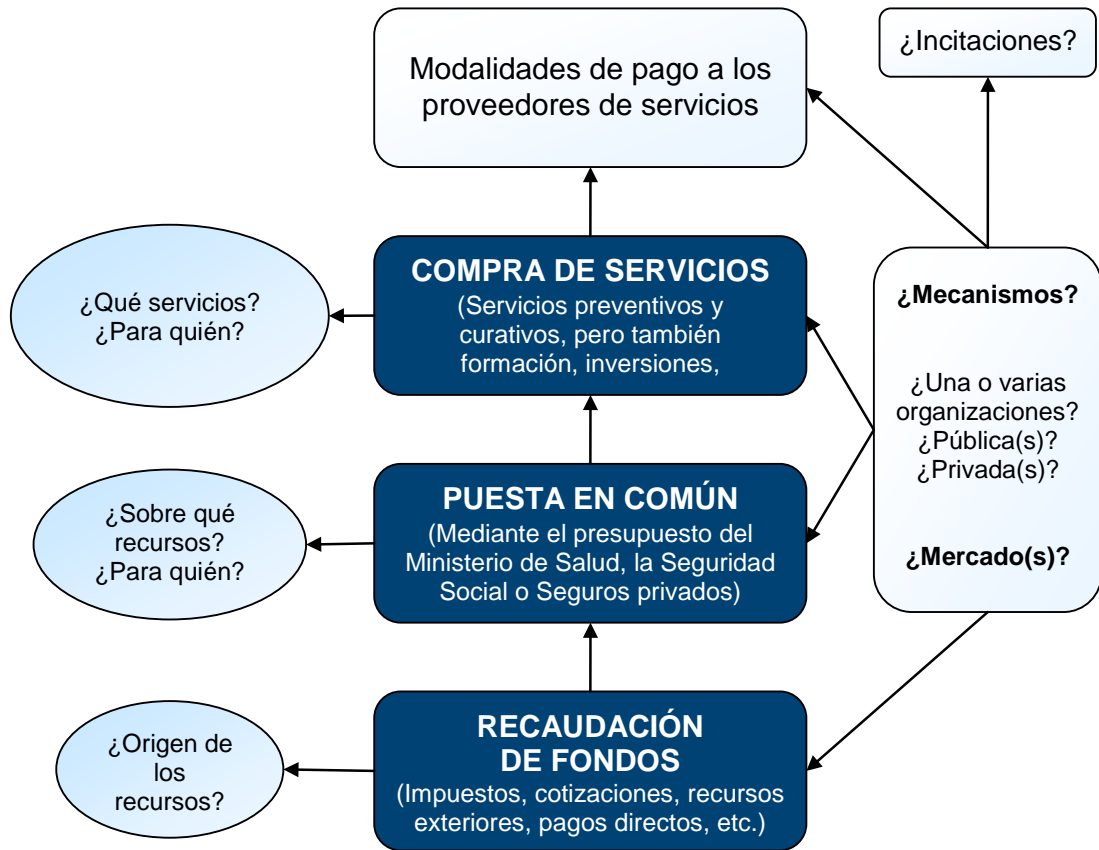 Modalidades de pago a los
proveedores de servicios
¿Incitaciones?
COMPRA DE SERVICIOS
(Servicios preventivos y
curativos, pero también
formación, inversiones,
¿Qué servicios?
¿Para quién?
¿Mecanismos?
¿Una o varias
organizaciones?
¿Pública(s)?
¿Privada(s)?
¿Mercado(s)?
PUESTA EN COMÚN
(Mediante el presupuesto del
Ministerio de Salud, la Seguridad
Social o Seguros privados)
¿Sobre qué
recursos?
¿Para quién?
RECAUDACIÓN
DE FONDOS
(Impuestos, cotizaciones, recursos
exteriores, pagos directos, etc.)
¿Origen de
los
recursos?